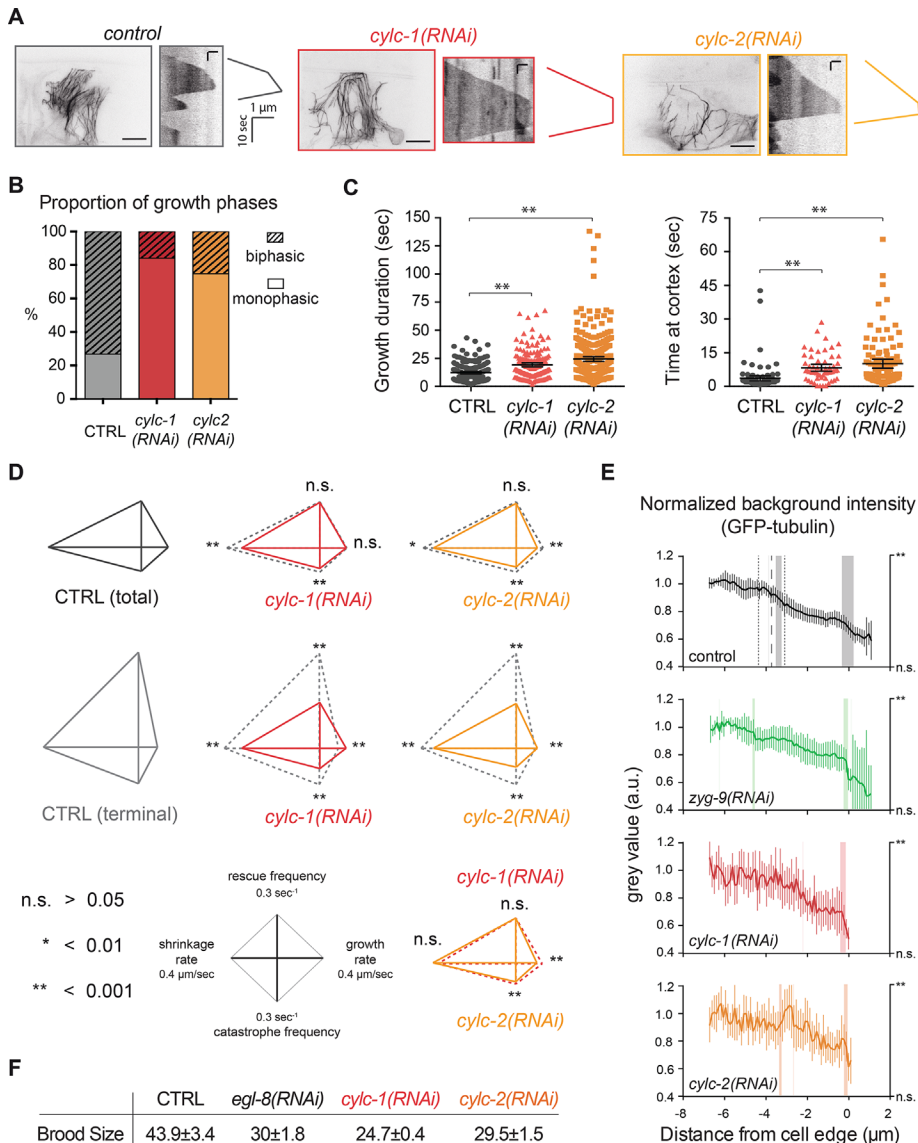 A
control
cylc-1(RNAi)
cylc-2(RNAi)
1 µm
10 sec
B
Proportion of growth phases
100
80
60
40
20
0
%
biphasic
monophasic
CTRL
cylc-1
(RNAi)
cylc2
(RNAi)
C
Growth duration (sec)
150
125
100
75
50
25
0
**
**
CTRL
cylc-1
(RNAi)
cylc-2
(RNAi)
Time at cortex (sec)
75
60
45
30
15
0
**
**
CTRL
cylc-1
(RNAi)
cylc-2
(RNAi)
D
CTRL (total)
n.s.
**
n.s.
**
cylc-1(RNAi)
n.s.
*
**
**
cylc-2(RNAi)
CTRL (terminal)
**
**
**
**
cylc-1(RNAi)
**
**
**
**
cylc-2(RNAi)
n.s. > 0.05
* < 0.01
** < 0.001
rescue frequency
0.3 sec-1
shrinkage
rate
0.4 µm/sec
growth
rate
0.4 µm/sec
0.3 sec-1
catastrophe frequency
cylc-1(RNAi)
n.s.
n.s.
**
**
cylc-2(RNAi)
E
Normalized background intensity
(GFP-tubulin)
grey value (a.u.)
1.2
1.0
0.8
0.6
0.4
control
**
n.s.
1.2
1.0
0.8
0.6
0.4
zyg-9(RNAi)
**
n.s.
1.2
1.0
0.8
0.6
0.4
cylc-1(RNAi)
**
n.s.
1.2
1.0
0.8
0.6
0.4
cylc-2(RNAi)
**
n.s.
-8 -6 -4 -2 0 2
Distance from cell edge (µm)
F
CTRL egl-8(RNAi) cylc-1(RNAi) cylc-2(RNAi)
Brood Size 43.9±3.4 30±1.8 24.7±0.4 29.5±1.5